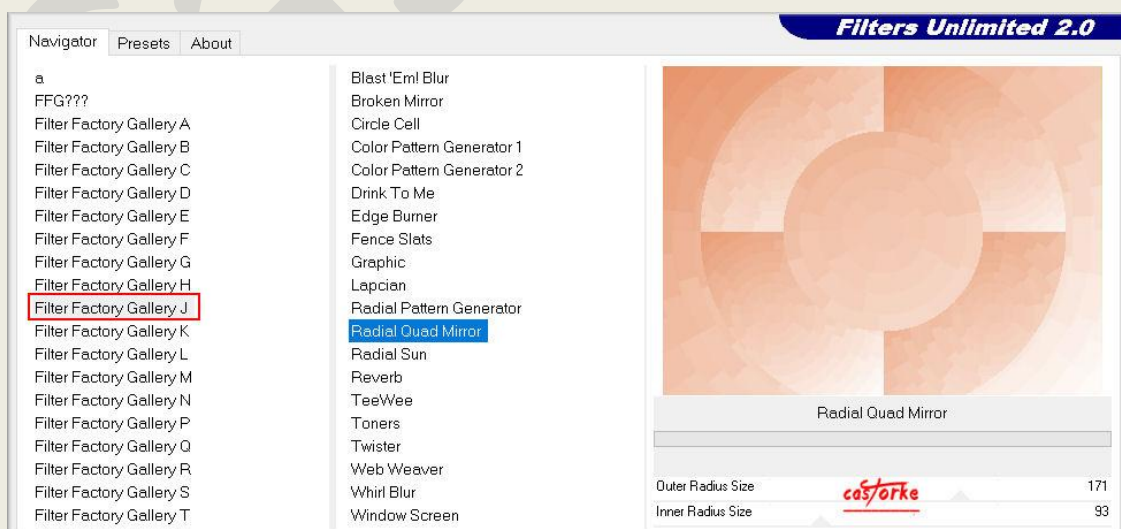 Filters Unlimited 2.0
Navigator Presets About
a
FFG???
Filter Factory Gallery A
Filter Factory Gallery B
Filter Factory Gallery C
Filter Factory Gallery D
Filter Factory Gallery E
Filter Factory Gallery F
Filter Factory Gallery G
Filter Factory Gallery H
Filter Factory Gallery J
Filter Factory Gallery K
Filter Factory Gallery L
Filter Factory Gallery M
Filter Factory Gallery N
Filter Factory Gallery P
Filter Factory Gallery Q
Filter Factory Gallery R
Filter Factory Gallery S
Filter Factory Gallery T
Blast 'Em! Blur
Broken Mirror
Circle Cell
Color Pattern Generator 1
Color Pattern Generator 2
Drink To Me
Edge Burner
Fence Slats
Graphic
Lapcian
Radial Pattern Generator
Radial Quad Mirror
Radial Sun
Reverb
TeeWee
Toners
Twister
Web Weaver
Whirl Blur
Window Screen
Radial Quad Mirror
Outer Radius Size 171
castorke
Inner Radius Size 93